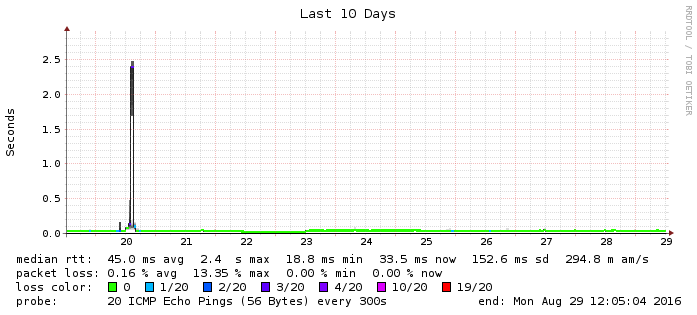 Last 10 Days
RRDTOOL / TOBI OETIKER
Seconds
2.5
2.0
1.5
1.0
0.5
0.0
20 21 22 23 24 25 26 27 28 29
median rtt: 45.0 ms avg 2.4 s max 18.8 ms min 33.5 ms now 152.6 ms sd 294.8 m am/s
packet loss: 0.16 % avg 13.35 % max 0.00 % min 0.00 % now
loss color: 0 1/20 2/20 3/20 4/20 10/20 19/20
probe: 20 ICMP Echo Pings (56 Bytes) every 300s end: Mon Aug 29 12:05:04 2016